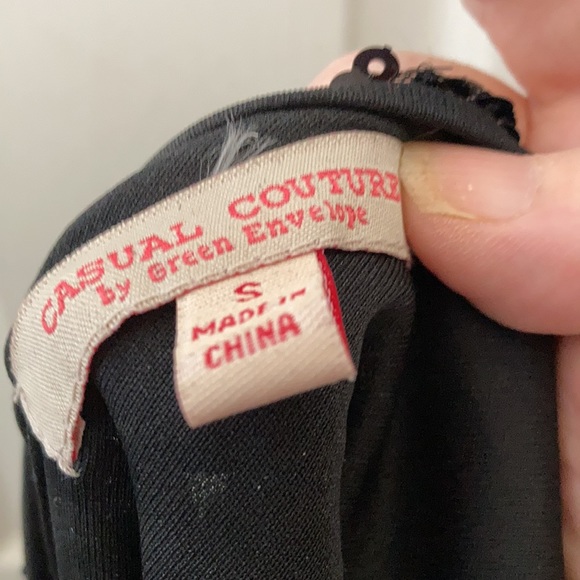 CASUAL COUTURE
by Green Envelope
S
MADE IN
CHINA